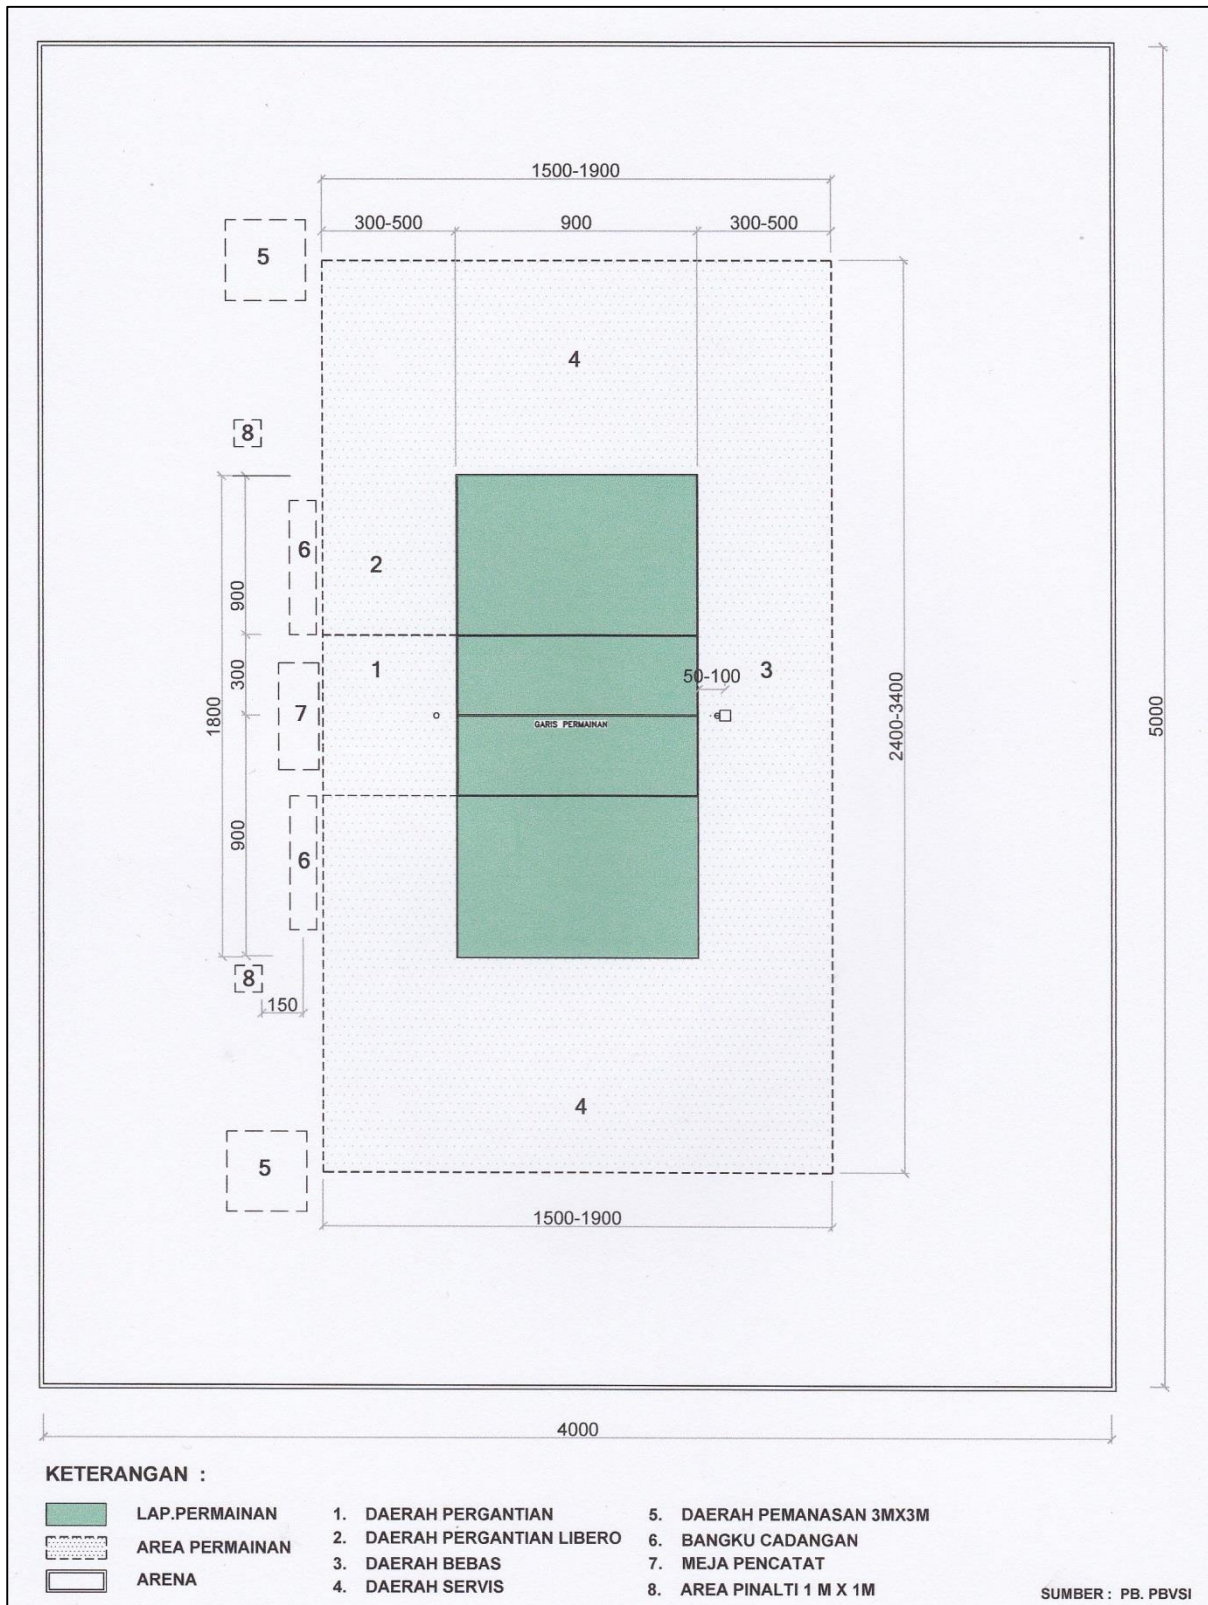 1500-1900
300-500 900 300-500
5
4
8
6
2
900
1
300
3
50-100
7
1800
GARIS PERMAINAN
2400-3400
5000
900
6
8
150
4
5
1500-1900
4000
KETERANGAN :
LAP.PERMAINAN
AREA PERMAINAN
ARENA
1. DAERAH PERGANTIAN
2. DAERAH PERGANTIAN LIBERO
3. DAERAH BEBAS
4. DAERAH SERVIS
5. DAERAH PEMANASAN 3MX3M
6. BANGKU CADANGAN
7. MEJA PENCATAT
8. AREA PINALTI 1 M X 1M
SUMBER : PB. PBVSI